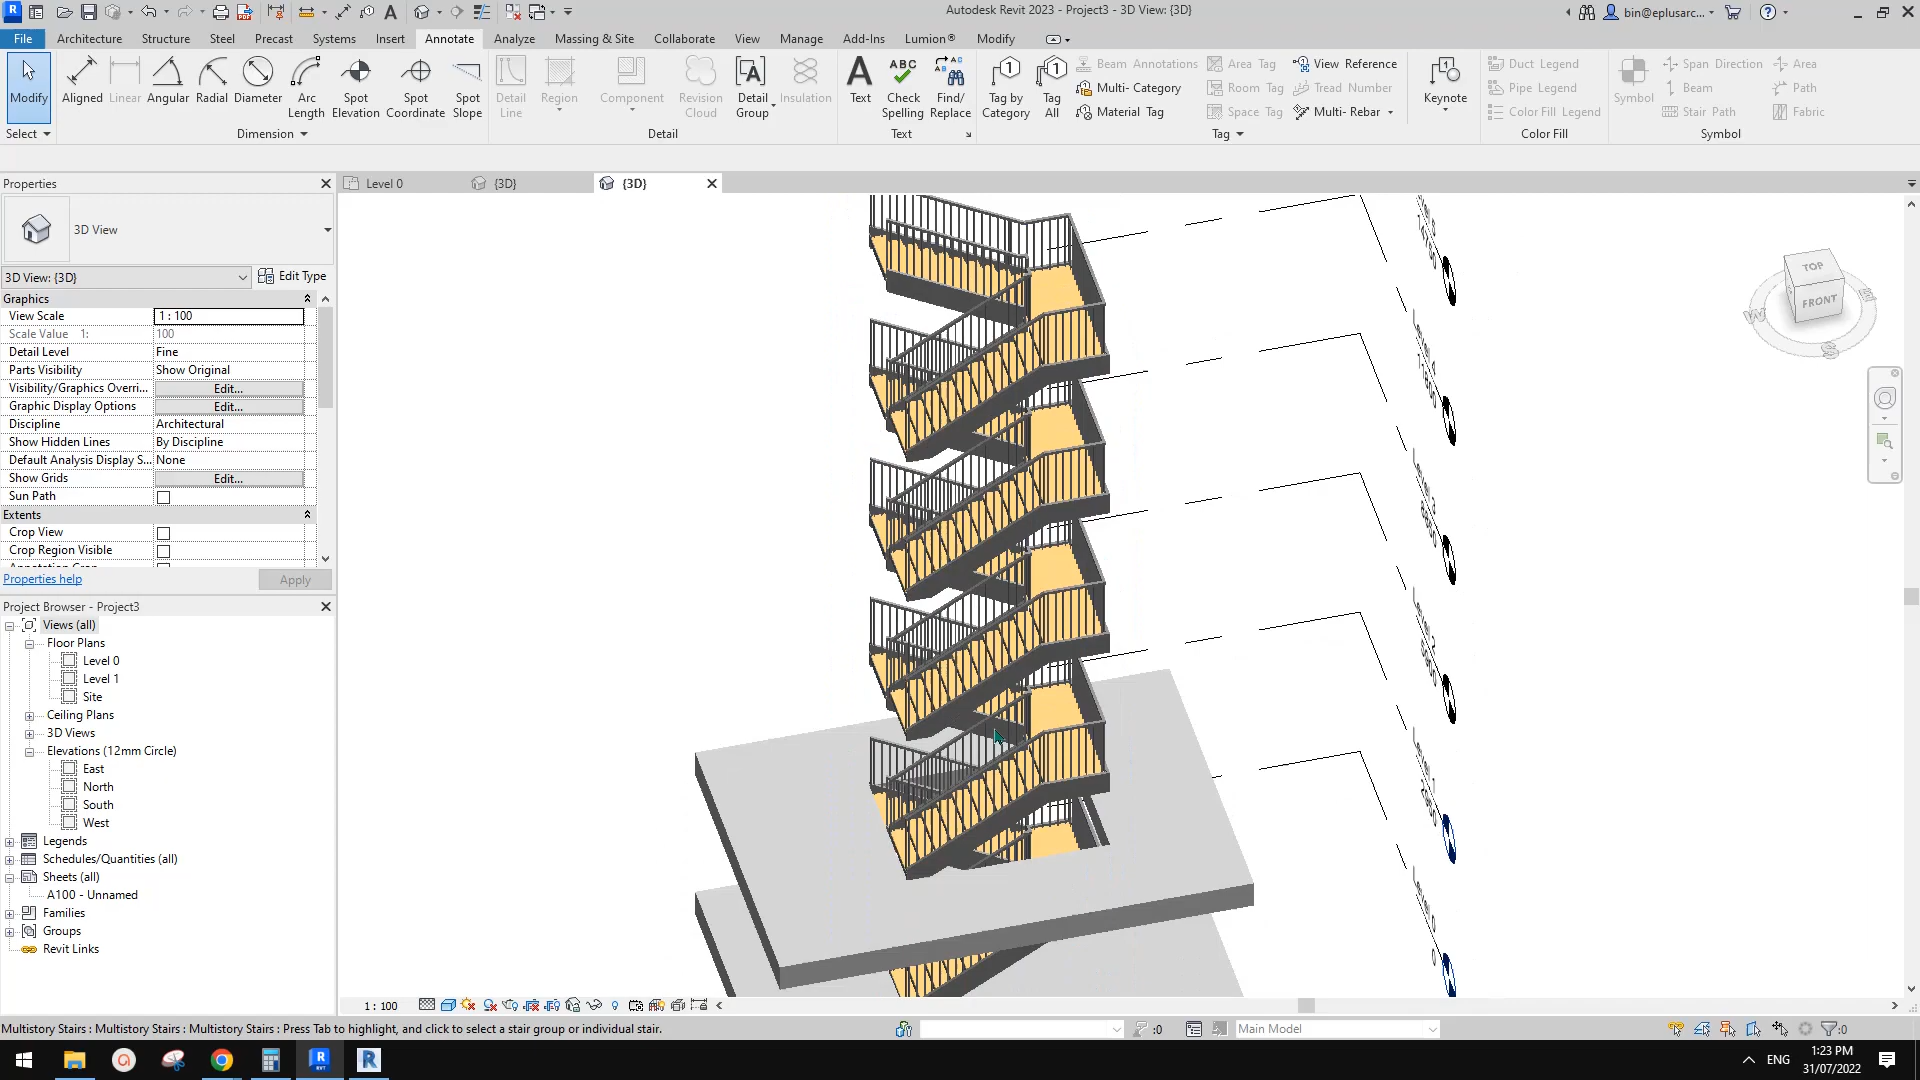 Autodesk Revit 2023 - Project3 - 3D View: {3D}
bin@eplusarc...
File Architecture Structure Steel Precast Systems Insert Annotate Analyze Massing & Site Collaborate View Manage Add-Ins Lumion® Modify
Modify
Select
Aligned Linear Angular Radial Diameter Arc Length Spot Elevation Spot Coordinate Spot Slope
Dimension
Detail Line Region Component Revision Cloud Detail Group Insulation
Detail
Text Check Spelling Find/ Replace
Text
Tag by Category Tag All
Beam Annotations Area Tag View Reference
Multi- Category Room Tag Tread Number
Material Tag Space Tag Multi- Rebar
Tag
Keynote
Duct Legend
Pipe Legend
Color Fill Legend
Color Fill
Symbol
Span Direction Area
Beam Path
Stair Path Fabric
Symbol
Properties
Level 0 {3D} {3D}
3D View
3D View: {3D} Edit Type
Graphics
View Scale 1 : 100
Scale Value 1: 100
Detail Level Fine
Parts Visibility Show Original
Visibility/Graphics Overri... Edit...
Graphic Display Options Edit...
Discipline Architectural
Show Hidden Lines By Discipline
Default Analysis Display S... None
Show Grids Edit...
Sun Path
Extents
Crop View
Crop Region Visible
Properties help Apply
Project Browser - Project3
Views (all)
Floor Plans
Level 0
Level 1
Site
Ceiling Plans
3D Views
Elevations (12mm Circle)
East
North
South
West
Legends
Schedules/Quantities (all)
Sheets (all)
A100 - Unnamed
Families
Groups
Revit Links
TOP
FRONT
W
S
1 : 100
Multistory Stairs : Multistory Stairs : Multistory Stairs : Press Tab to highlight, and click to select a stair group or individual stair.
:0
Main Model
:0
ENG
1:23 PM
31/07/2022